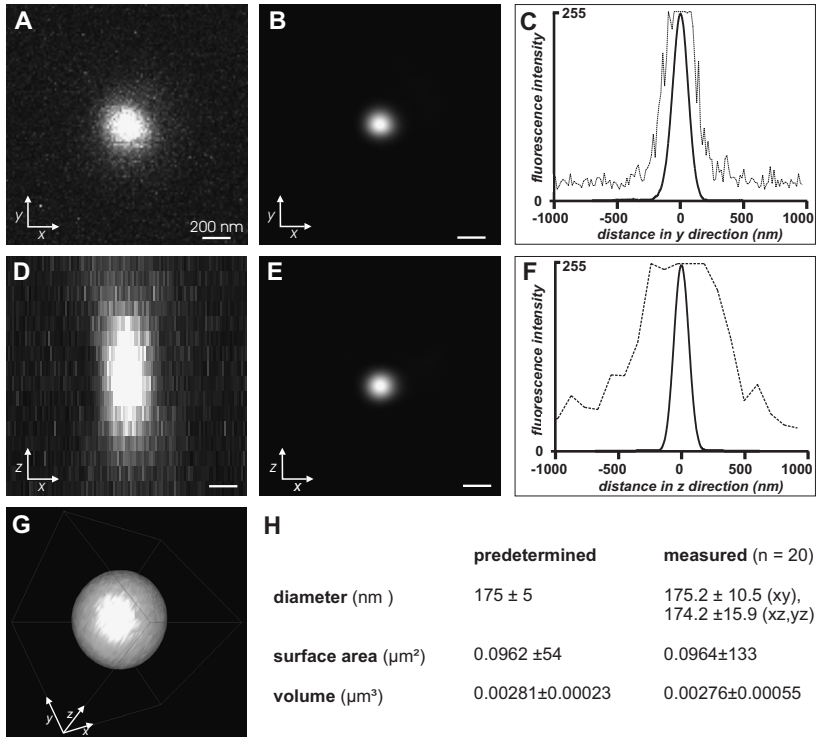 A
y
x
200 nm
B
C
fluorescence intensity
255
0
-1000
-500
0
500
1000
distance in y direction (nm)
D
z
x
E
z
x
F
fluorescence intensity
255
0
-1000
-500
0
500
1000
distance in z direction (nm)
G
y
z
x
H
predetermined measured (n = 20)
diameter (nm ) 175 ± 5 175.2 ± 10.5 (xy),
174.2 ±15.9 (xz,yz)
surface area (µm²) 0.0962 ±54 0.0964±133
volume (µm³) 0.00281±0.00023 0.00276±0.00055